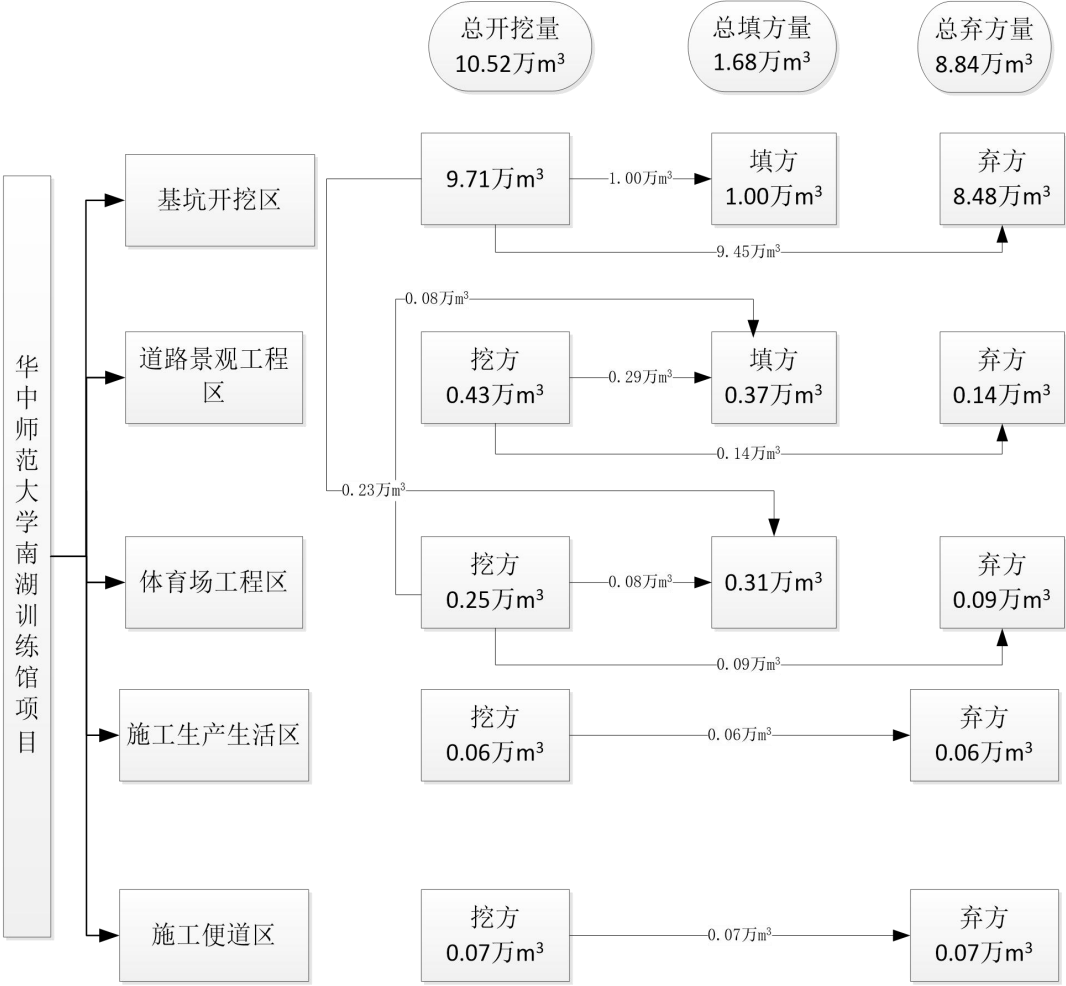 总开挖量
10.52万m³
总填方量
1.68万m³
总弃方量
8.84万m³
华中师范大学南湖训练馆项目
基坑开挖区
9.71万m³
1.00万m³
填方
1.00万m³
弃方
8.48万m³
9.45万m³
0.08万m³
道路景观工程
区
挖方
0.43万m³
0.29万m³
填方
0.37万m³
弃方
0.14万m³
0.14万m³
0.23万m³
体育场工程区
挖方
0.25万m³
0.08万m³
0.31万m³
弃方
0.09万m³
0.09万m³
施工生产生活区
挖方
0.06万m³
0.06万m³
弃方
0.06万m³
施工便道区
挖方
0.07万m³
0.07万m³
弃方
0.07万m³